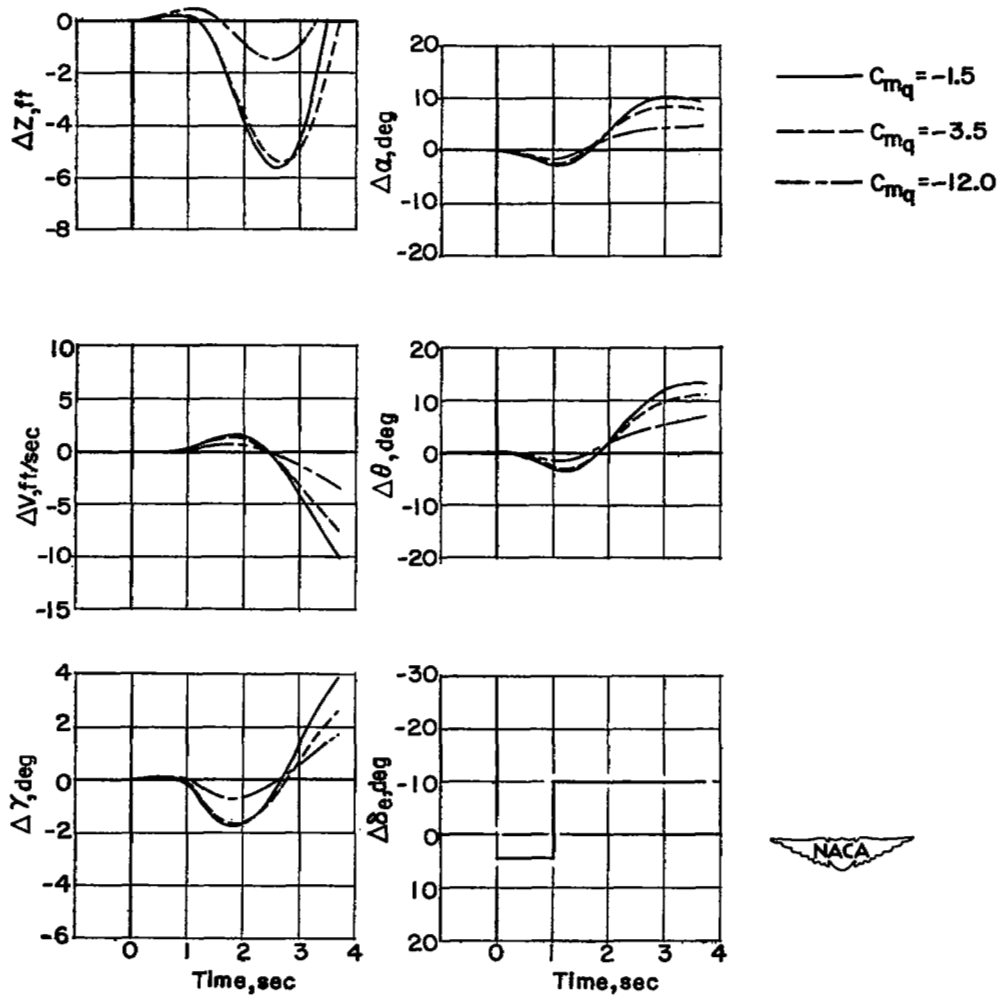 0
-2
-4
-6
-8
ΔZ,ft
20
10
0
-10
-20
Δα,deg
Cmq=-1.5
Cmq=-3.5
Cmq=-12.0
10
5
0
-5
-10
-15
ΔV,ft/sec
20
10
0
-10
-20
Δθ,deg
4
2
0
-2
-4
-6
Δγ,deg
0 1 2 3 4
Time,sec
-30
-20
-10
0
10
20
Δδe,deg
0 1 2 3 4
Time,sec
NACA